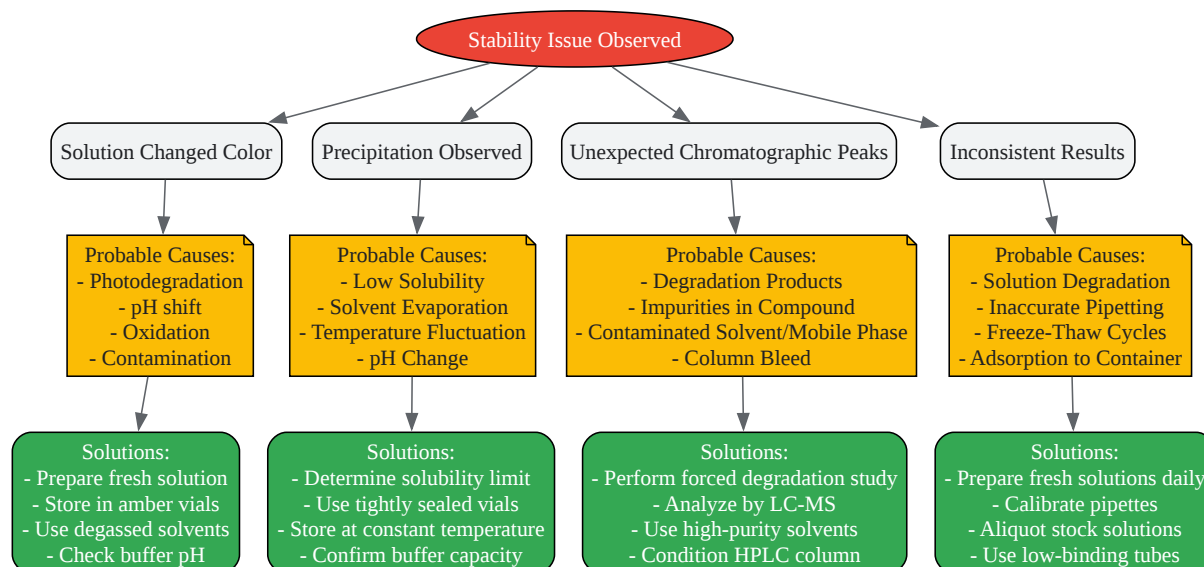 Stability Issue Observed
Solution Changed Color
Precipitation Observed
Unexpected Chromatographic Peaks
Inconsistent Results
Probable Causes:
- Photodegradation
- pH shift
- Oxidation
- Contamination
Probable Causes:
- Low Solubility
- Solvent Evaporation
- Temperature Fluctuation
- pH Change
Probable Causes:
- Degradation Products
- Impurities in Compound
- Contaminated Solvent/Mobile Phase
- Column Bleed
Probable Causes:
- Solution Degradation
- Inaccurate Pipetting
- Freeze-Thaw Cycles
- Adsorption to Container
Solutions:
- Prepare fresh solution
- Store in amber vials
- Use degassed solvents
- Check buffer pH
Solutions:
- Determine solubility limit
- Use tightly sealed vials
- Store at constant temperature
- Confirm buffer capacity
Solutions:
- Perform forced degradation study
- Analyze by LC-MS
- Use high-purity solvents
- Condition HPLC column
Solutions:
- Prepare fresh solutions daily
- Calibrate pipettes
- Aliquot stock solutions
- Use low-binding tubes